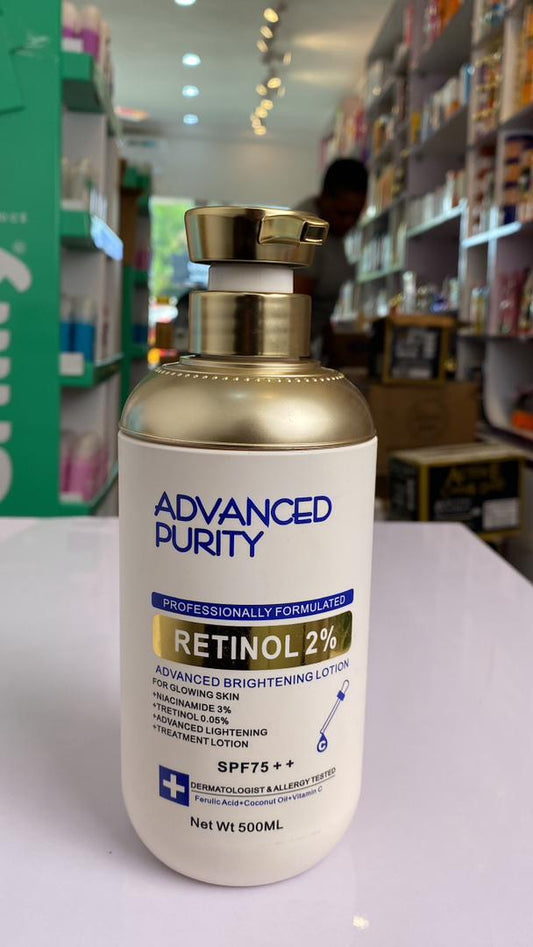 ADVANCED
PURITY
PROFESSIONALLY FORMULATED
RETINOL 2%
ADVANCED BRIGHTENING LOTION
FOR GLOWING SKIN
+NIACINAMIDE 3%
+TRETINOL 0.05%
+ADVANCED LIGHTENING
+TREATMENT LOTION
SPF75 + +
DERMATOLOGIST & ALLERGY TESTED
Ferulic Acid+Coconut Oil+Vitamin C
Net Wt 500ML